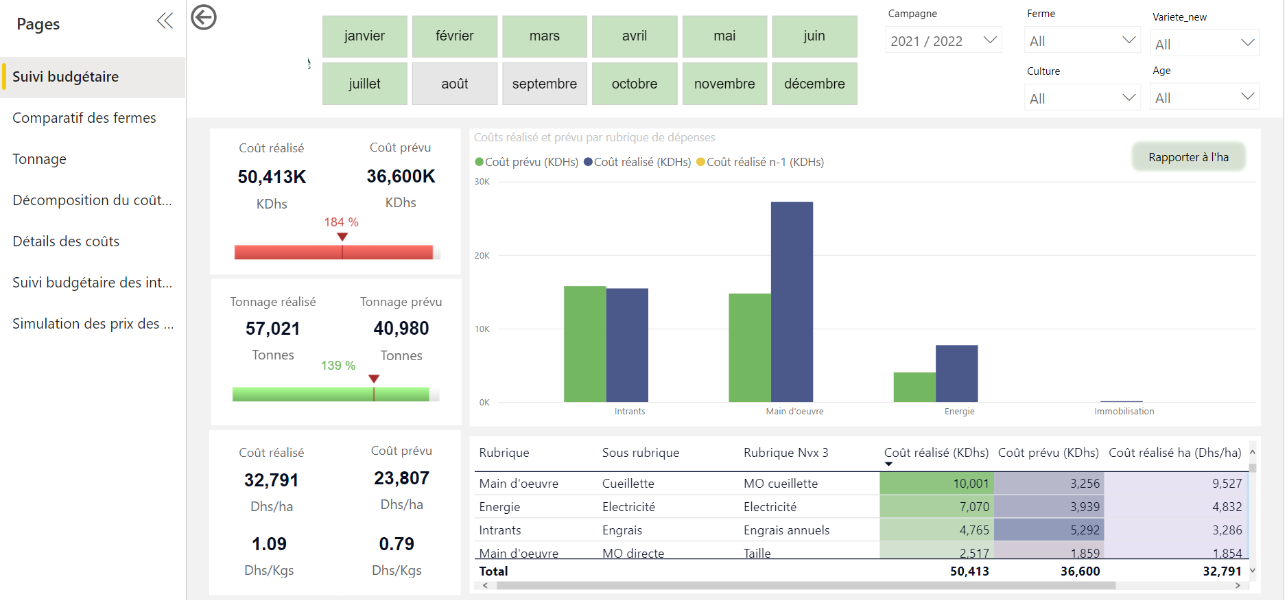 Pages
Suivi budgétaire
Comparatif des fermes
Tonnage
Décomposition du coût...
Détails des coûts
Suivi budgétaire des int...
Simulation des prix des ...
janvier février mars avril mai juin
juillet août septembre octobre novembre décembre
Campagne
2021 / 2022
Ferme
All
Variete_new
All
Culture
All
Age
All
Coût réalisé Coût prévu
50,413K 36,600K
KDhs KDhs
184 %
Tonnage réalisé Tonnage prévu
57,021 40,980
Tonnes Tonnes
139 %
Coût réalisé Coût prévu
32,791 23,807
Dhs/ha Dhs/ha
1.09 0.79
Dhs/Kgs Dhs/Kgs
Coûts réalisé et prévu par rubrique de dépenses
Coût prévu (KDHs) Coût réalisé (KDHs) Coût réalisé n-1 (KDHs)
Rapporter à l'ha
30K
20K
10K
0K
Intrants Main d'oeuvre Energie Immobilisation
Rubrique Sous rubrique Rubrique Nvx 3 Coût réalisé (KDHs) Coût prévu (KDHs) Coût réalisé ha (Dhs/ha)
Main d'oeuvre Cueillette MO cueillette 10,001 3,256 9,527
Energie Electricité Electricité 7,070 3,939 4,832
Intrants Engrais Engrais annuels 4,765 5,292 3,286
Main d'oeuvre MO directe Taille 2,517 1,859 1,854
Total 50,413 36,600 32,791